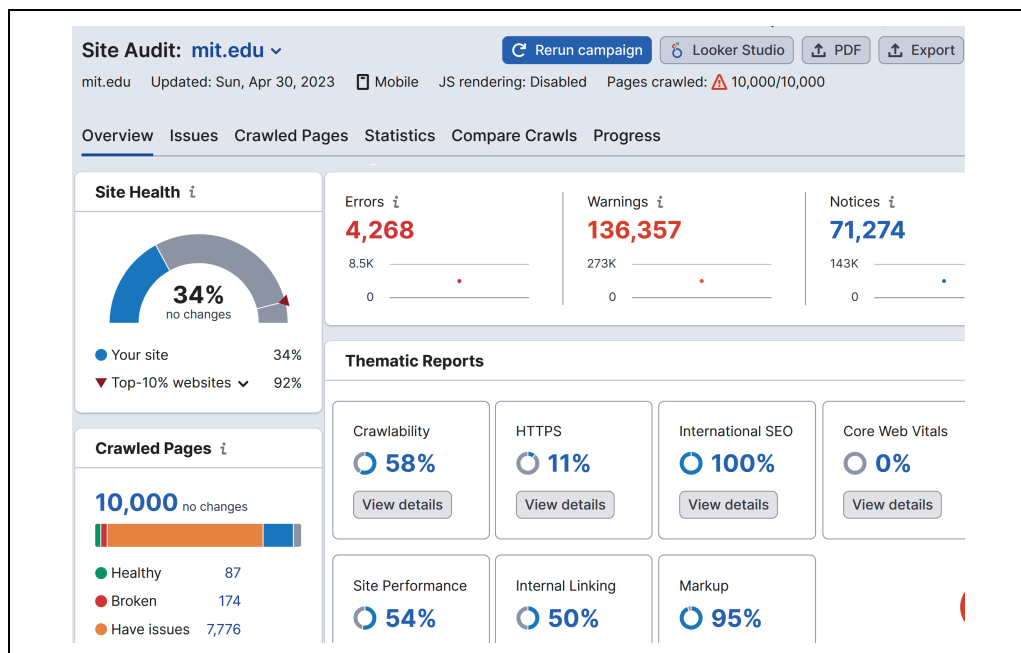 Site Audit: mit.edu
Rerun campaign
Looker Studio
PDF
Export
mit.edu Updated: Sun, Apr 30, 2023 Mobile JS rendering: Disabled Pages crawled: 10,000/10,000
Overview Issues Crawled Pages Statistics Compare Crawls Progress
Site Health i
34%
no changes
Your site 34%
Top-10% websites 92%
Errors i
4,268
8.5K
0
Warnings i
136,357
273K
0
Notices i
71,274
143K
0
Crawled Pages i
10,000 no changes
Healthy 87
Broken 174
Have issues 7,776
Thematic Reports
Crawlability
58%
View details
HTTPS
11%
View details
International SEO
100%
View details
Core Web Vitals
0%
View details
Site Performance
54%
Internal Linking
50%
Markup
95%